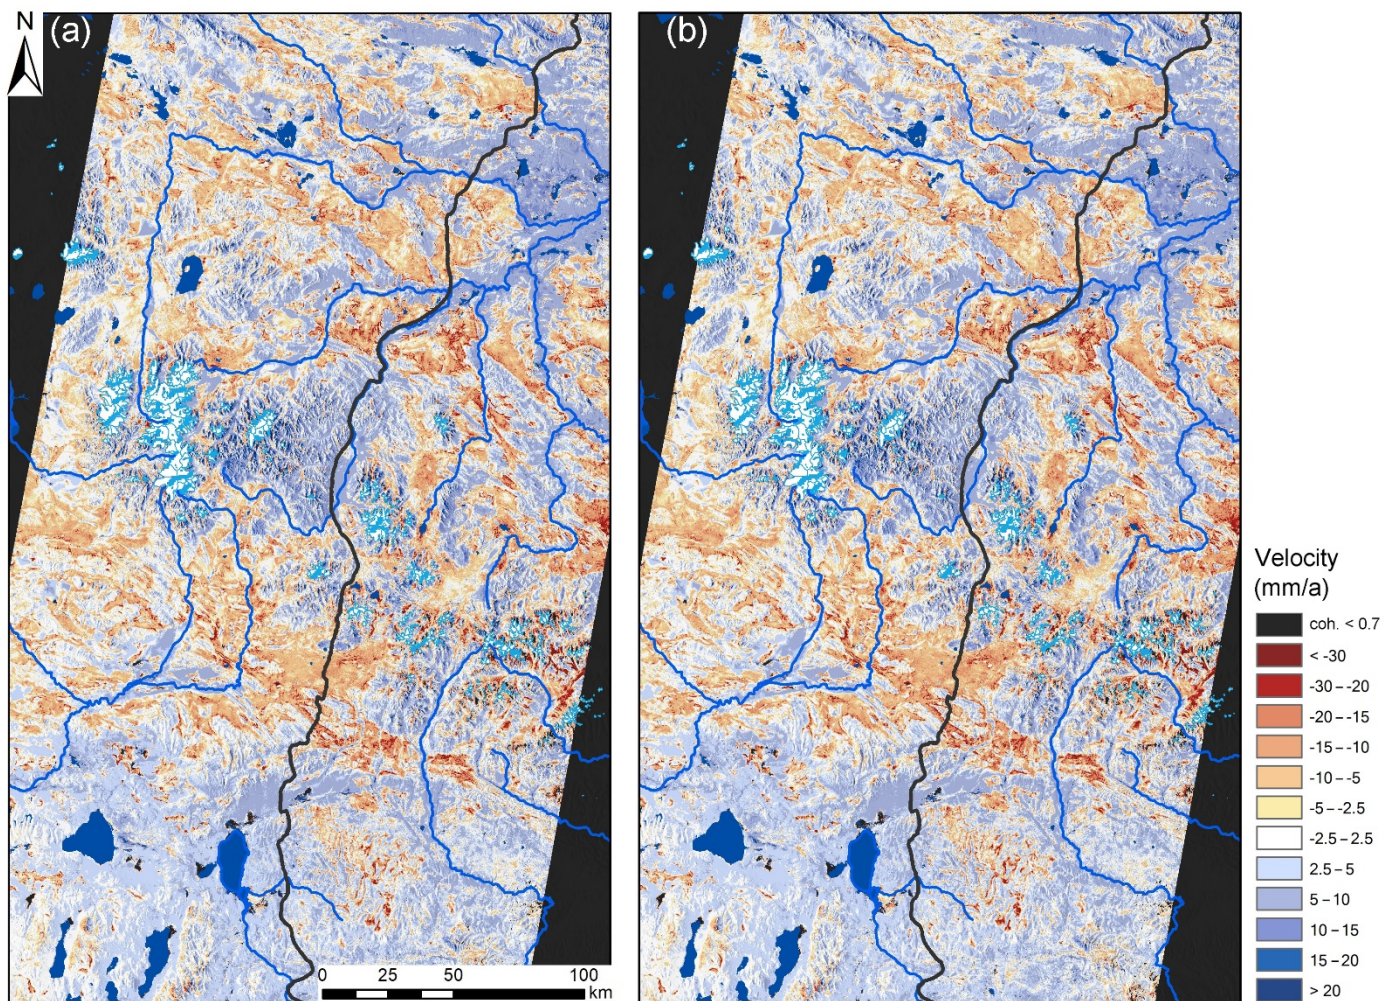 N
(a)
(b)
Velocity
(mm/a)
coh. < 0.7
< -30
-30 – -20
-20 – -15
-15 – -10
-10 – -5
-5 – -2.5
-2.5 – 2.5
2.5 – 5
5 – 10
10 – 15
15 – 20
> 20
0 25 50 100
km